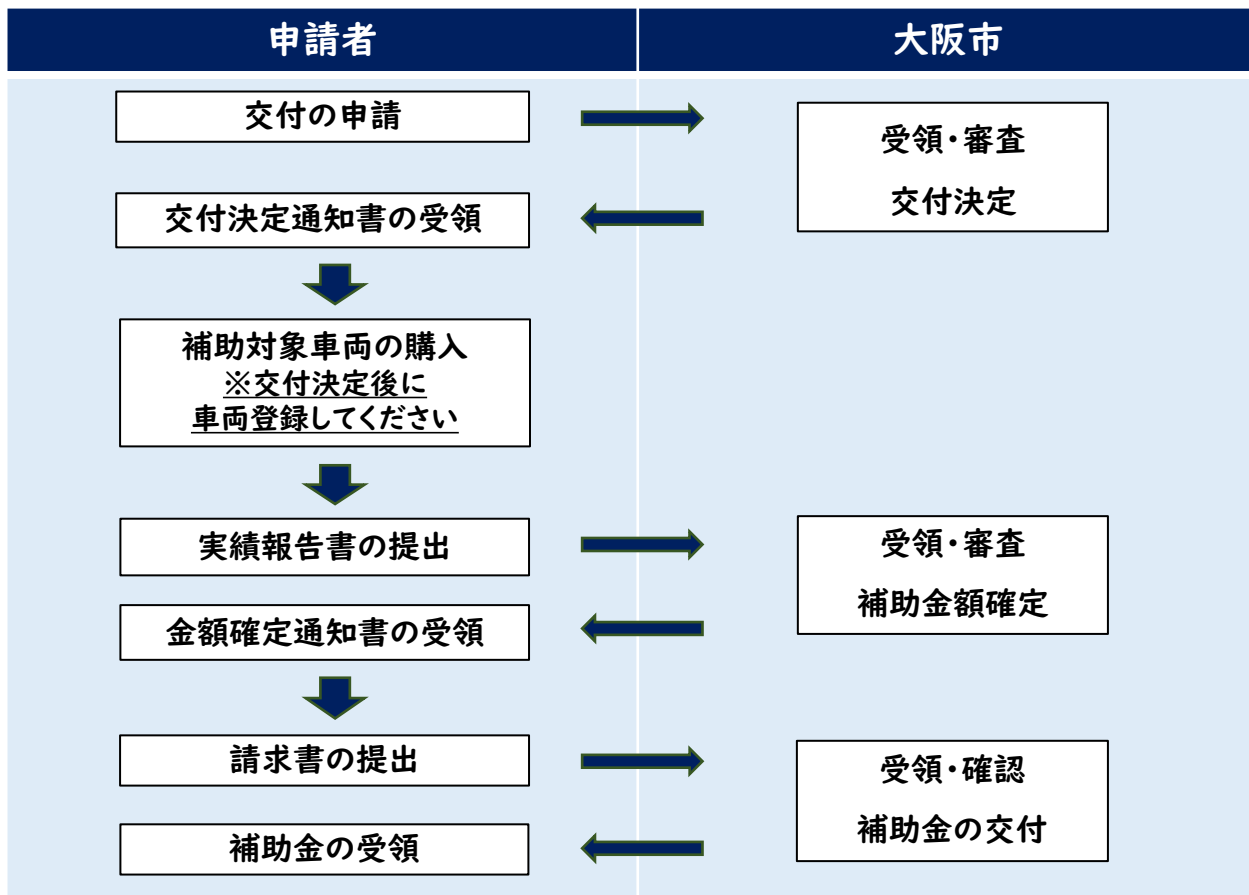 申請者
大阪市
交付の申請
受領・審査
交付決定
交付決定通知書の受領
補助対象車両の購入
※交付決定後に
車両登録してください
実績報告書の提出
受領・審査
補助金額確定
金額確定通知書の受領
請求書の提出
受領・確認
補助金の交付
補助金の受領